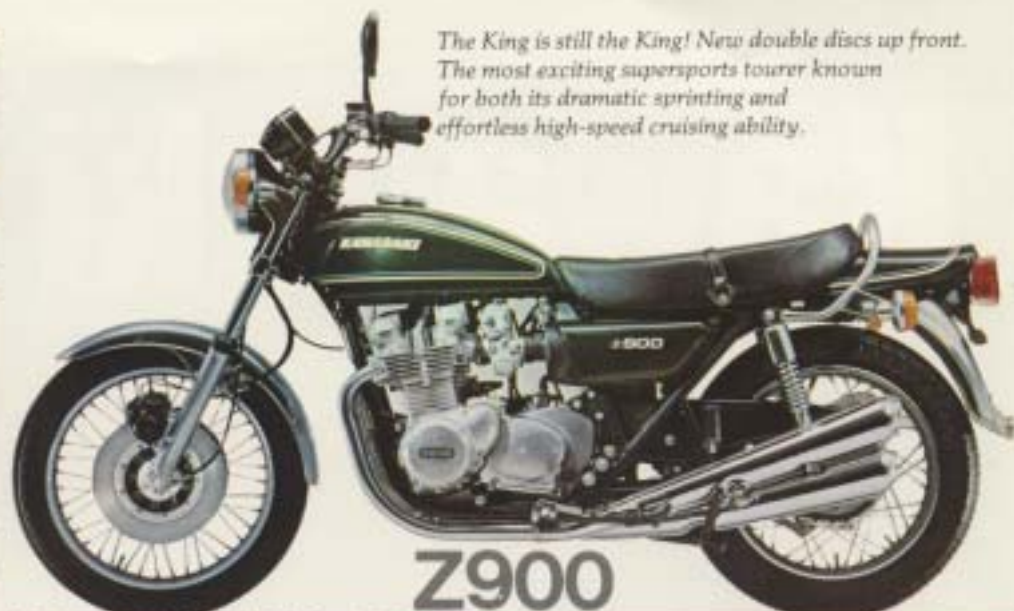 The King is still the King! New double discs up front.
The most exciting supersports tourer known
for both its dramatic sprinting and
effortless high-speed cruising ability.
KAWASAKI
Z900